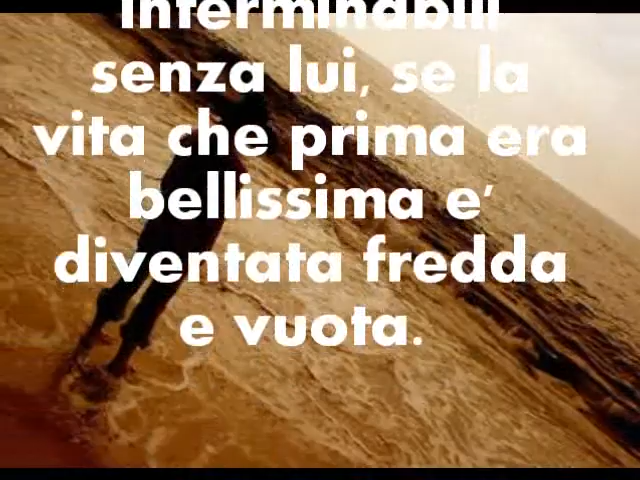 interminabili
senza lui, se la
vita che prima era
bellissima e'
diventata fredda
e vuota.